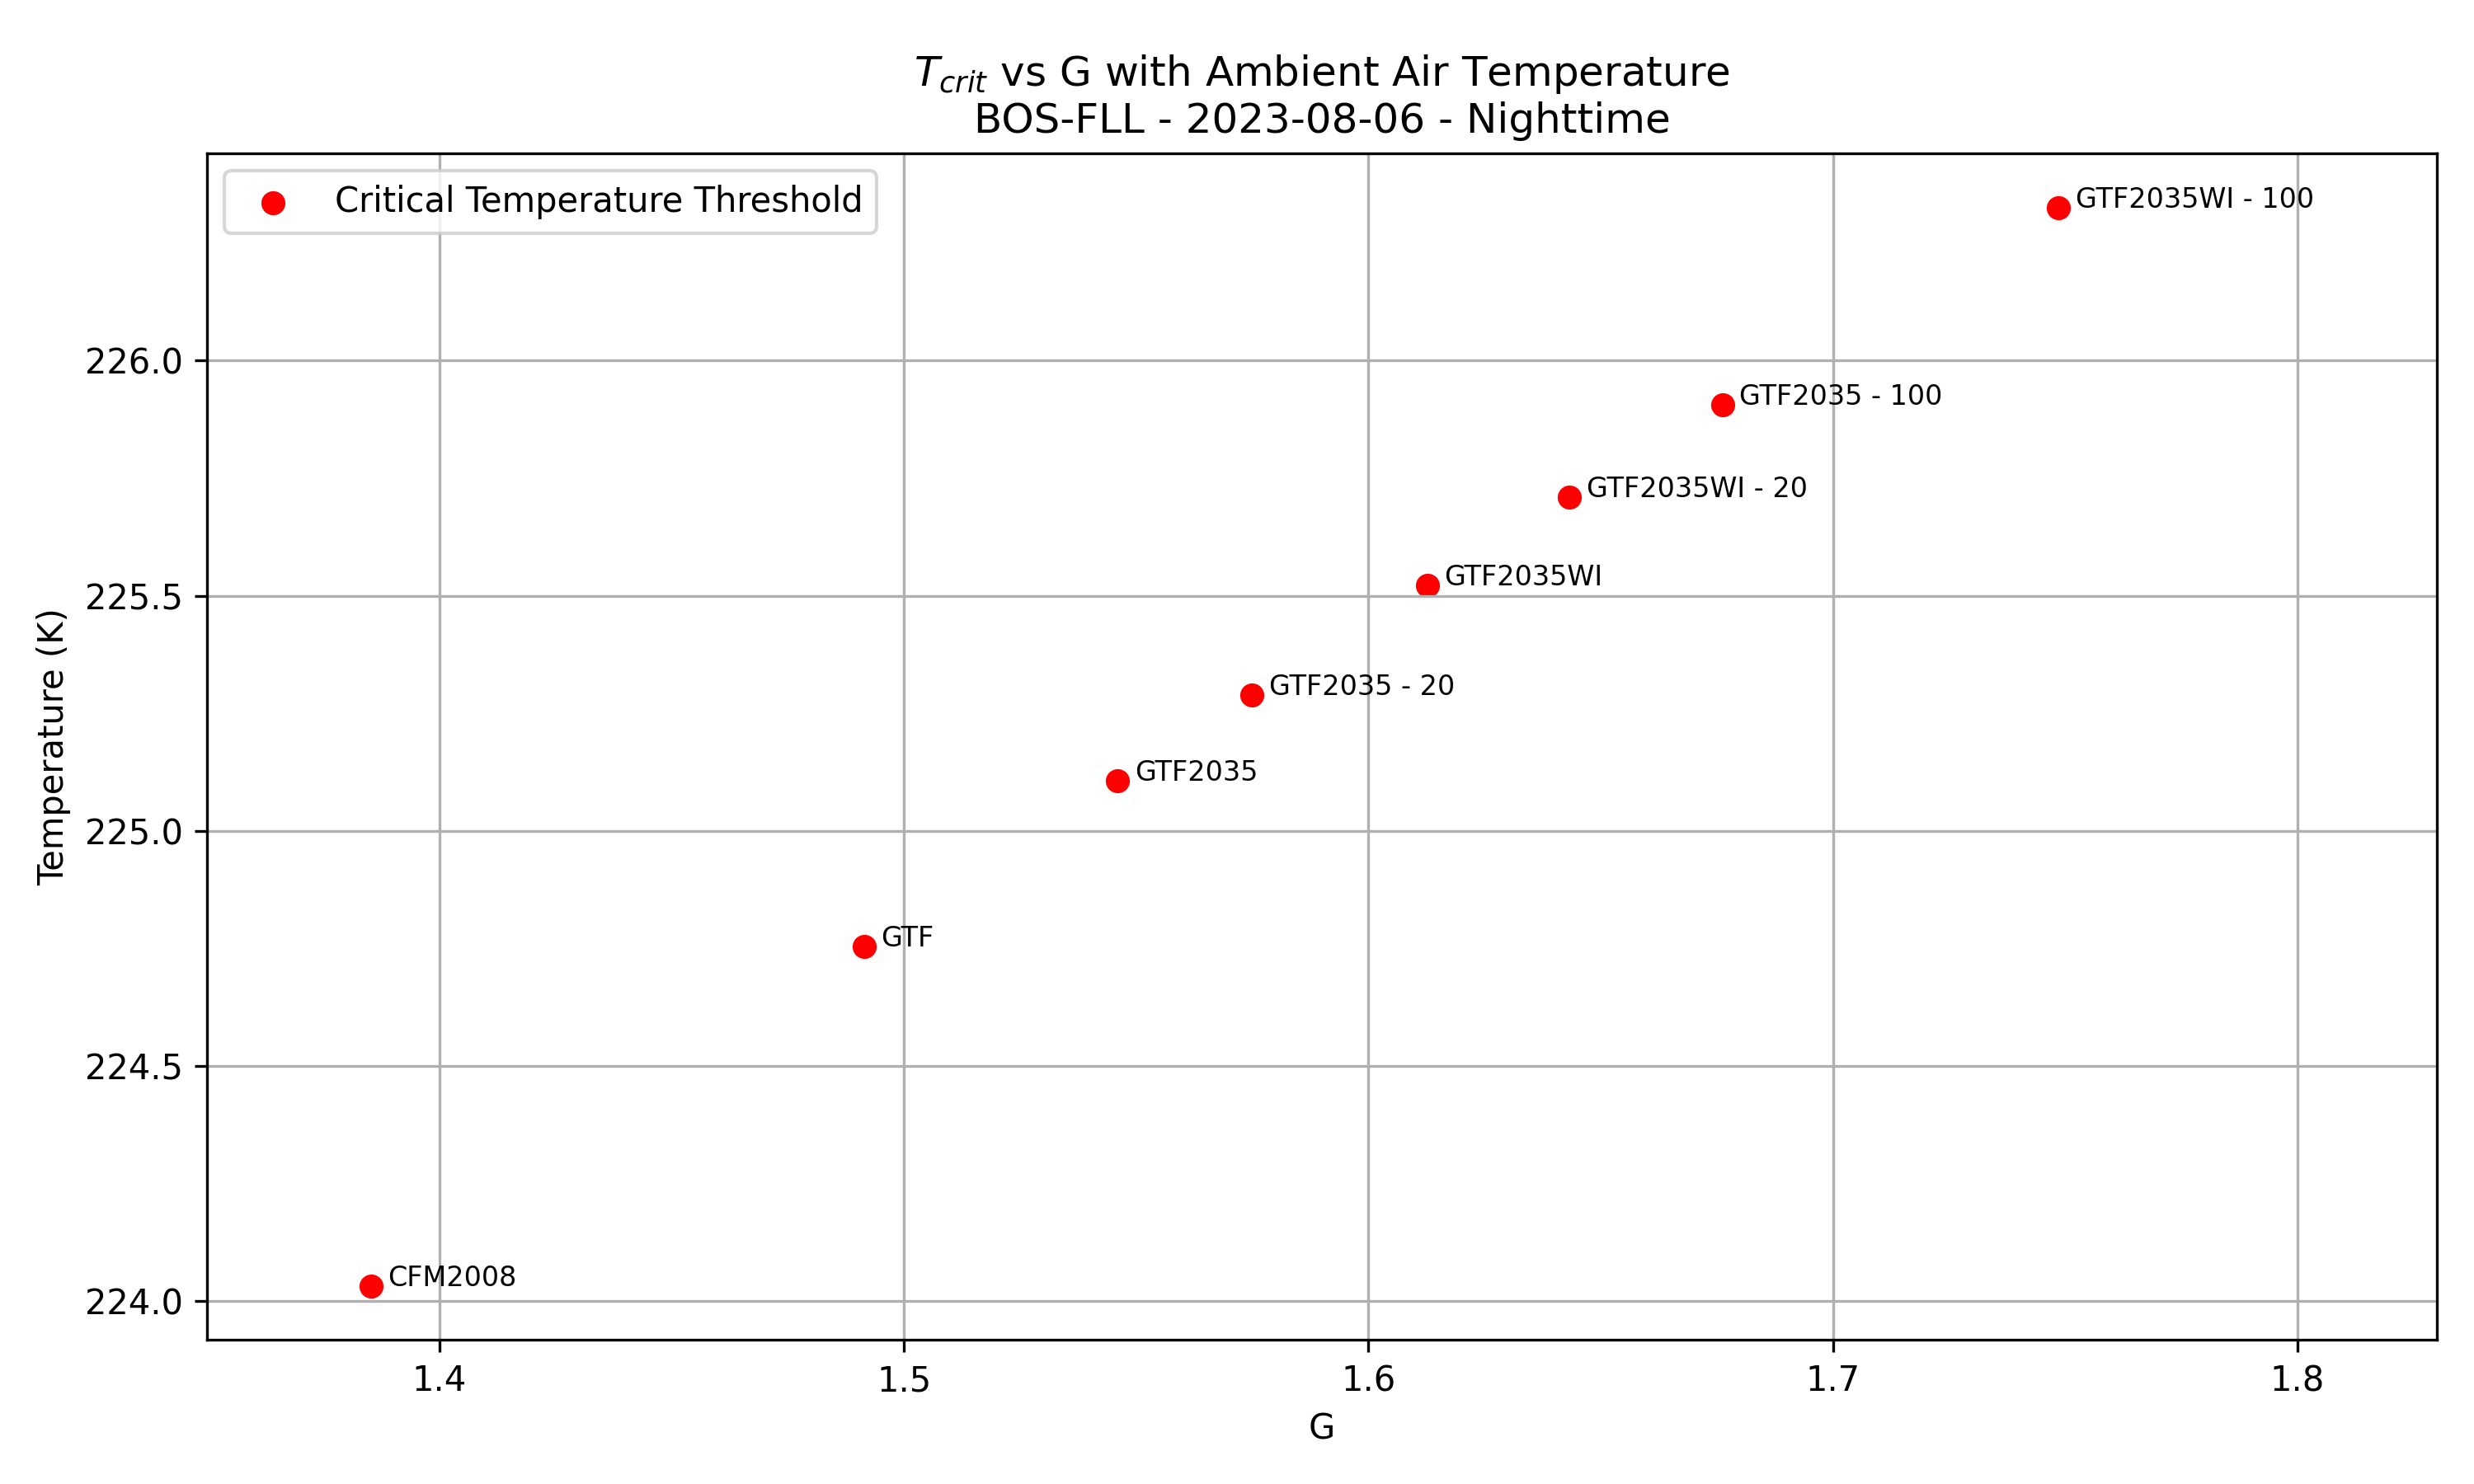 T_crit vs G with Ambient Air Temperature
BOS-FLL - 2023-08-06 - Nighttime
Critical Temperature Threshold
GTF2035WI - 100
GTF2035 - 100
GTF2035WI - 20
GTF2035WI
GTF2035 - 20
GTF2035
GTF
CFM2008
Temperature (K)
226.0
225.5
225.0
224.5
224.0
1.4 1.5 1.6 1.7 1.8
G